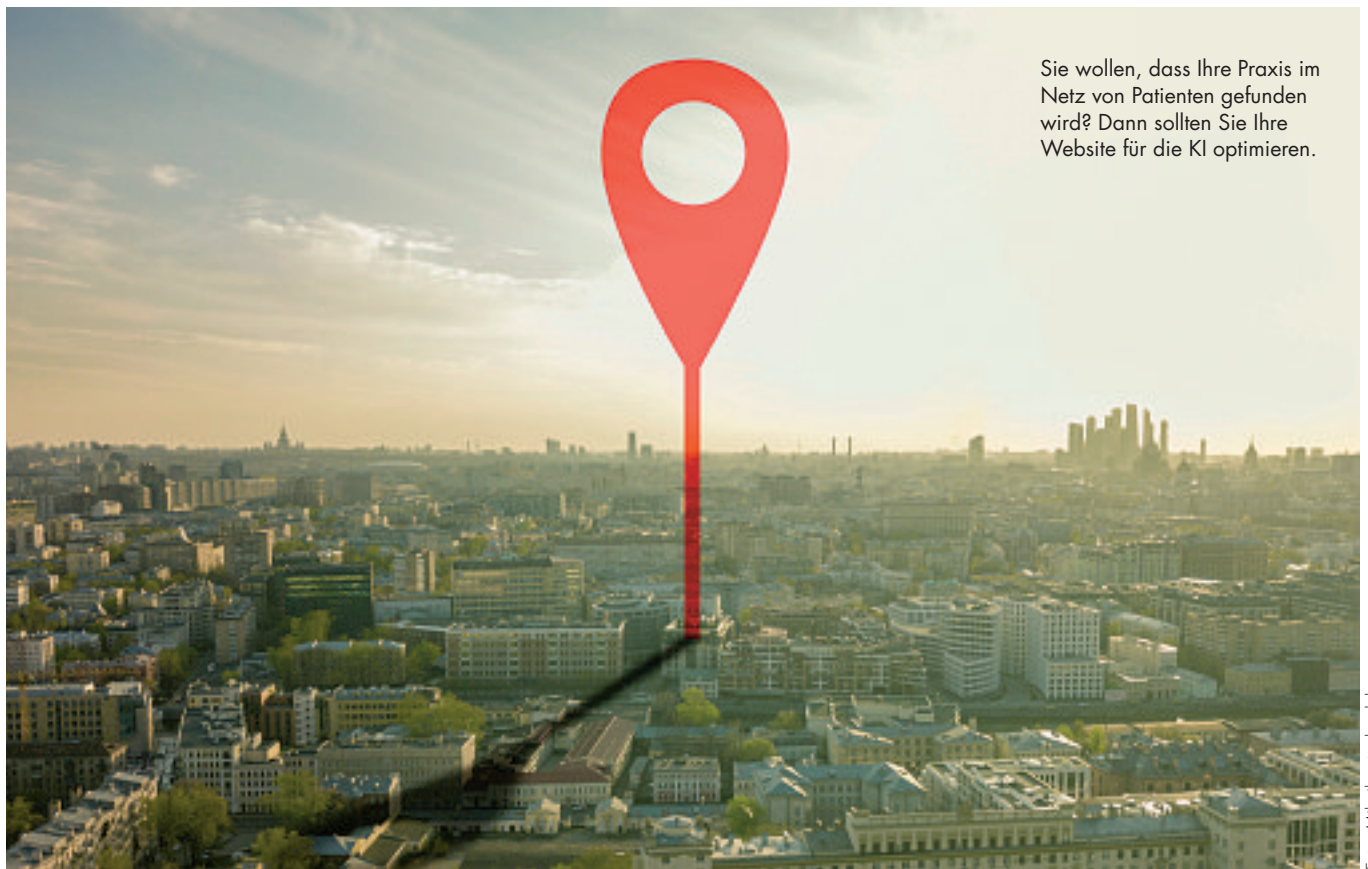 Sie wollen, dass Ihre Praxis im
Netz von Patienten gefunden
wird? Dann sollten Sie Ihre
Website für die KI optimieren.